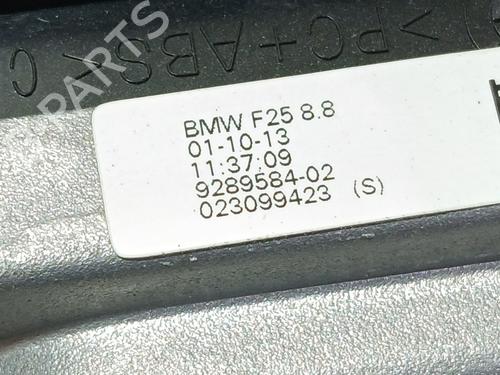 >PC+ABS<
BMW F25 8.8
01-10-13
11:37:09
9289584-02
023099423 (S)